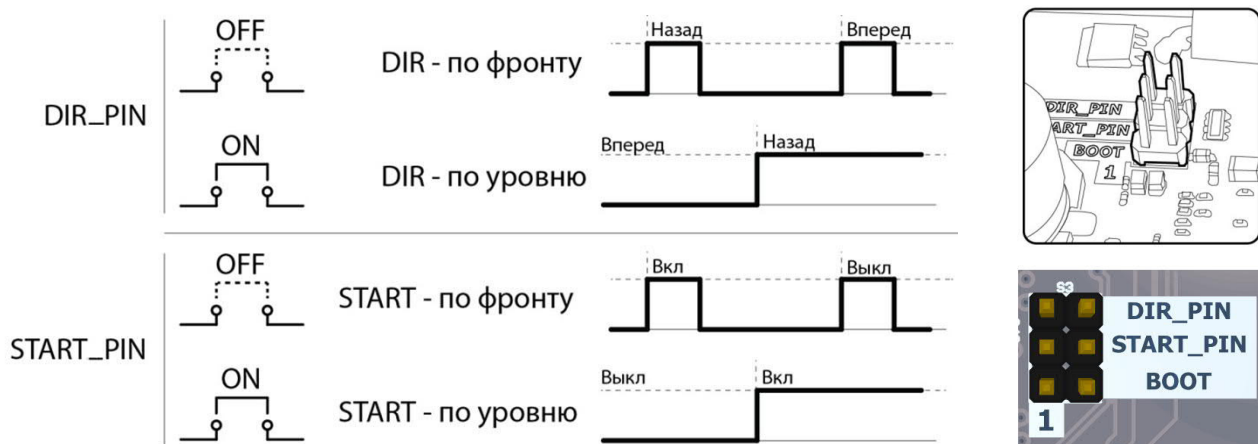 DIR_PIN
OFF
DIR - по фронту
Назад
Вперед
ON
DIR - по уровню
Вперед
Назад
START_PIN
OFF
START - по фронту
Вкл
Выкл
ON
START - по уровню
Выкл
Вкл
DIR_PIN
ART_PIN
BOOT
1
S3
DIR_PIN
START_PIN
BOOT
1